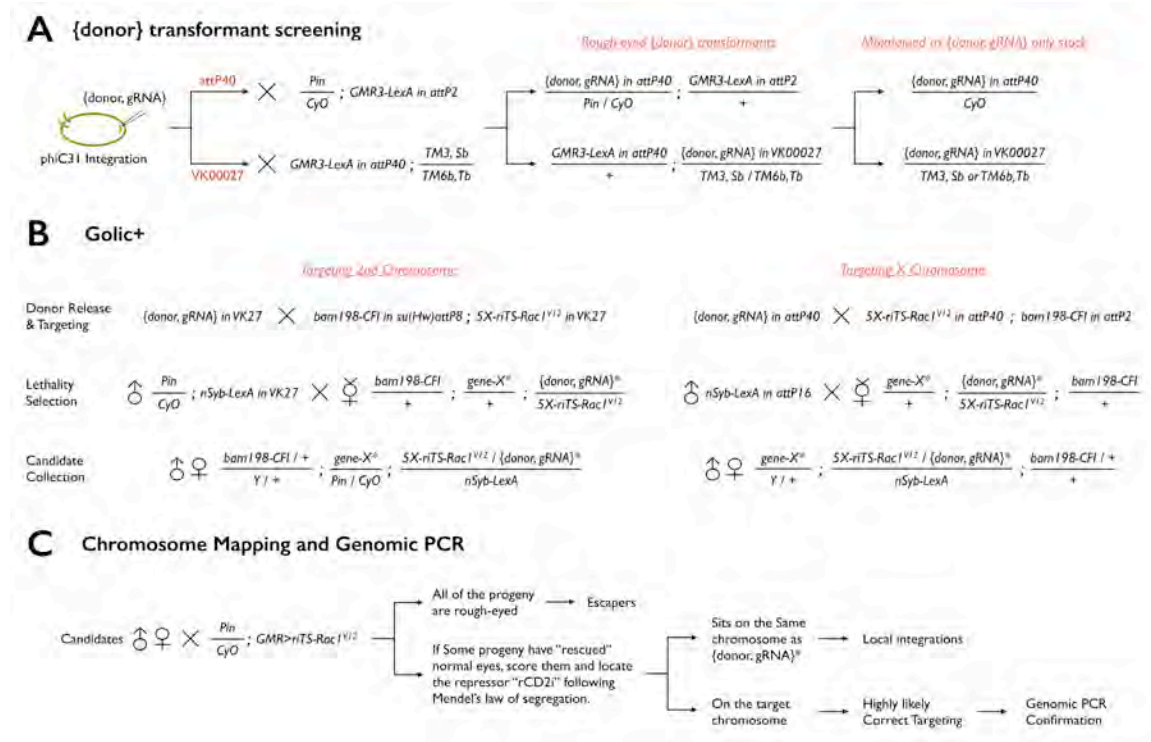 A {donor} transformant screening
Rough-eyed {donor} transformants
Maintained as {donor, gRNA} only stock
{donor, gRNA}
phiC31 Integration
attP40
Pin
CyO
; GMR3-LexA in attP2
VK00027
GMR3-LexA in attP40 ;
TM3, Sb
TM6b, Tb
{donor, gRNA} in attP40
Pin / CyO
;
GMR3-LexA in attP2
+
GMR3-LexA in attP40
+
;
{donor, gRNA} in VK00027
TM3, Sb / TM6b, Tb
{donor, gRNA} in attP40
CyO
{donor, gRNA} in VK00027
TM3, Sb or TM6b, Tb
B Golic+
Targeting 2nd Chromosome
Targeting X Chromosome
Donor Release
& Targeting
{donor, gRNA} in VK27 × bam198-CFI in su(Hw)attP8 ; 5X-riTS-Rac1V12 in VK27
{donor, gRNA} in attP40 × 5X-riTS-Rac1V12 in attP40 ; bam198-CFI in attP2
Lethality
Selection
♂ Pin
CyO
; nSyb-LexA in VK27 ×
bam198-CFI
+
;
gene-X*
+
;
{donor, gRNA}*
5X-riTS-Rac1V12
♂ nSyb-LexA in attP16 ×
gene-X*
+
;
{donor, gRNA}*
5X-riTS-Rac1V12
;
bam198-CFI
+
Candidate
Collection
♂ ♀
bam198-CFI / +
Y / +
;
gene-X*
Pin / CyO
;
5X-riTS-Rac1V12 / {donor, gRNA}*
nSyb-LexA
♂ ♀
gene-X*
Y / +
;
5X-riTS-Rac1V12 / {donor, gRNA}*
nSyb-LexA
;
bam198-CFI / +
+
C Chromosome Mapping and Genomic PCR
Candidates ♂ ♀ ×
Pin
CyO
; GMR>riTS-Rac1V12
All of the progeny
are rough-eyed
Escapers
If Some progeny have "rescued"
normal eyes, score them and locate
the repressor "rCD2i" following
Mendel's law of segregation.
Sits on the Same
chromosome as
{donor, gRNA}*
Local integrations
On the target
chromosome
Highly likely
Correct Targeting
Genomic PCR
Confirmation